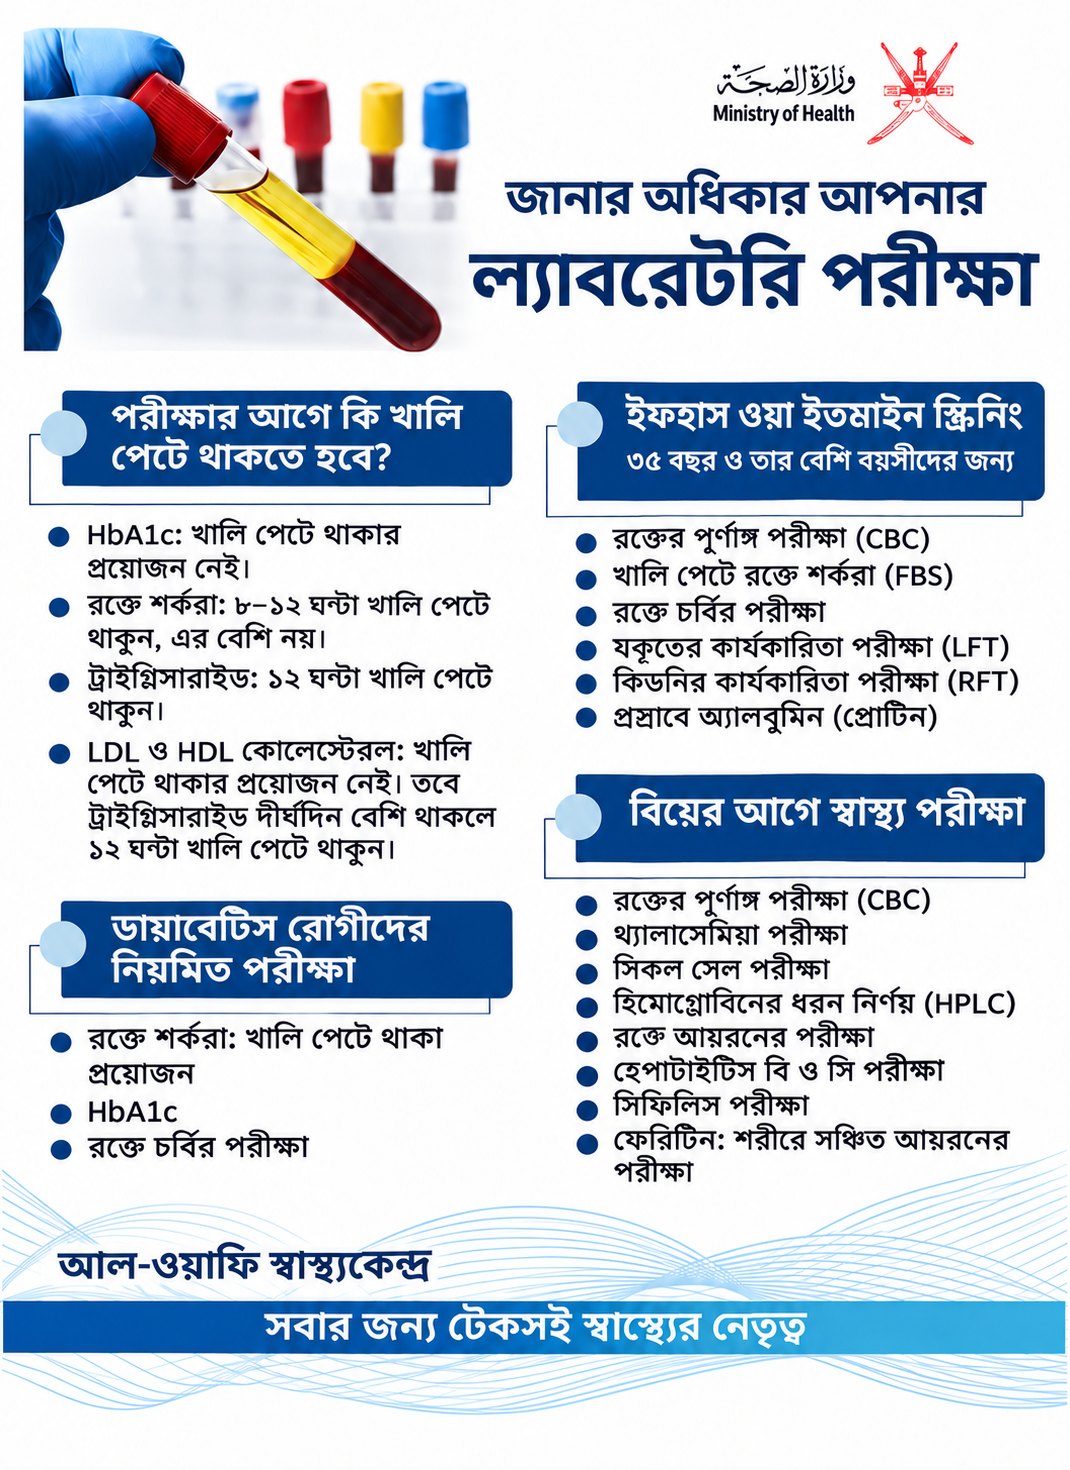 وزارة الصحة
Ministry of Health
জানার অধিকার আপনার
ল্যাবরেটরি পরীক্ষা
পরীক্ষার আগে কি খালি
পেটে থাকতে হবে?
HbA1c: খালি পেটে থাকার
প্রয়োজন নেই।
রক্তে শর্করা: ৮–১২ ঘন্টা খালি পেটে
থাকুন, এর বেশি নয়।
ট্রাইগ্লিসারাইড: ১২ ঘন্টা খালি পেটে
থাকুন।
LDL ও HDL কোলেস্টেরল: খালি
পেটে থাকার প্রয়োজন নেই। তবে
ট্রাইগ্লিসারাইড দীর্ঘদিন বেশি থাকলে
১২ ঘন্টা খালি পেটে থাকুন।
ডায়াবেটিস রোগীদের
নিয়মিত পরীক্ষা
রক্তে শর্করা: খালি পেটে থাকা
প্রয়োজন
HbA1c
রক্তে চর্বির পরীক্ষা
ইফহাস ওয়া ইতমাইন স্ক্রিনিং
৩৫ বছর ও তার বেশি বয়সীদের জন্য
রক্তের পুর্ণাঙ্গ পরীক্ষা (CBC)
খালি পেটে রক্তে শর্করা (FBS)
রক্তে চর্বির পরীক্ষা
যকৃতের কার্যকারিতা পরীক্ষা (LFT)
কিডনির কার্যকারিতা পরীক্ষা (RFT)
প্রস্রাবে অ্যালবুমিন (প্রোটিন)
বিয়ের আগে স্বাস্থ্য পরীক্ষা
রক্তের পুর্ণাঙ্গ পরীক্ষা (CBC)
থ্যালাসেমিয়া পরীক্ষা
সিকল সেল পরীক্ষা
হিমোগ্লোবিনের ধরন নির্ণয় (HPLC)
রক্তে আয়রনের পরীক্ষা
হেপাটাইটিস বি ও সি পরীক্ষা
সিফিলিস পরীক্ষা
ফেরিটিন: শরীরে সঞ্চিত আয়রনের
পরীক্ষা
আল-ওয়াফি স্বাস্থ্যকেন্দ্র
সবার জন্য টেকসই স্বাস্থ্যের নেতৃত্ব